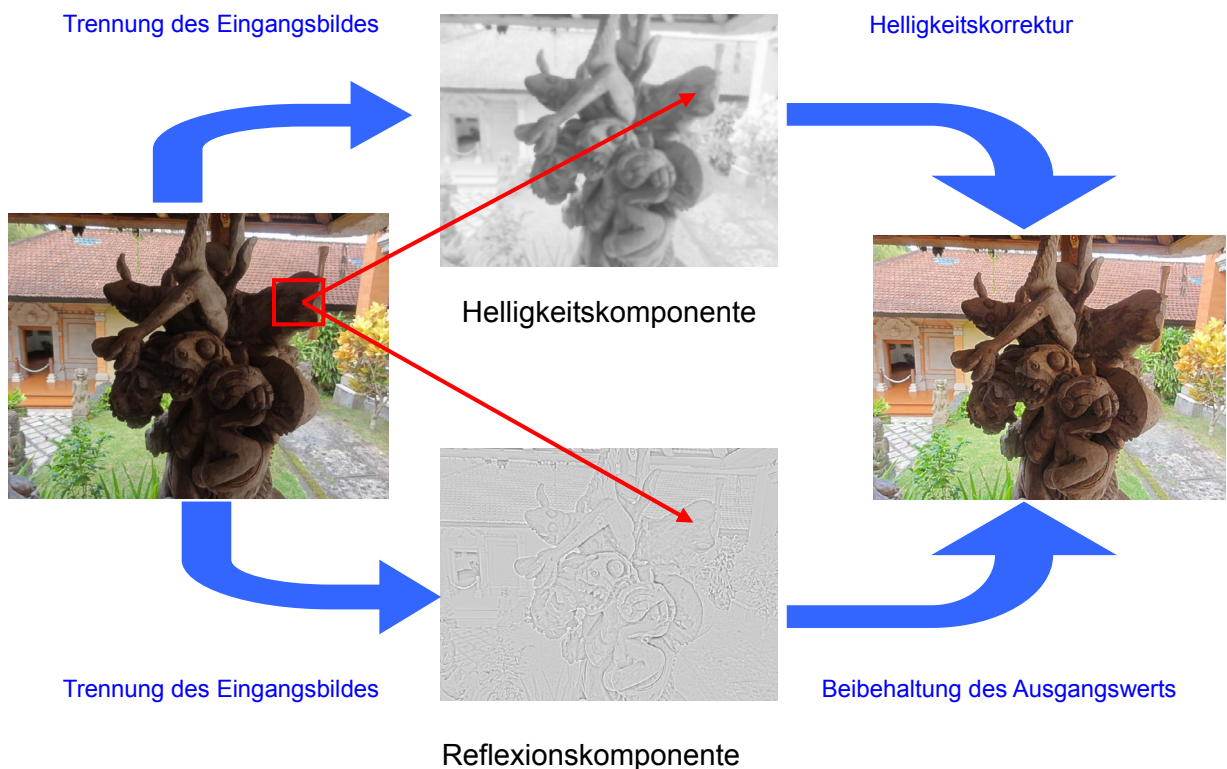 Trennung des Eingangsbildes
Helligkeitskorrektur
Helligkeitskomponente
Trennung des Eingangsbildes
Beibehaltung des Ausgangswerts
Reflexionskomponente